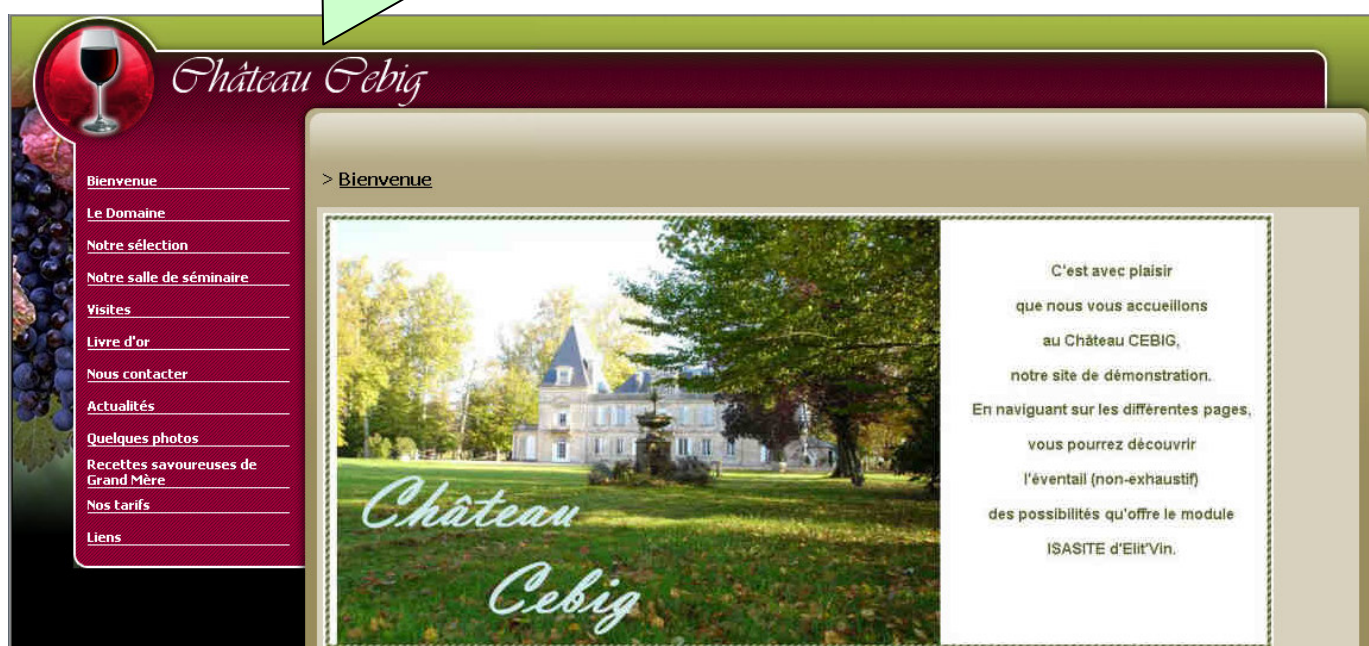 Château Cebig
Bienvenue
Le Domaine
Notre sélection
Notre salle de séminaire
Visites
Livre d'or
Nous contacter
Actualités
Quelques photos
Recettes savoureuses de
Grand Mère
Nos tarifs
Liens
> Bienvenue
Château
Cebig
C'est avec plaisir
que nous vous accueillons
au Château CEBIG,
notre site de démonstration.
En naviguant sur les différentes pages,
vous pourrez découvrir
l'éventail (non-exhaustif)
des possibilités qu'offre le module
ISASITE d'Elit'Vin.